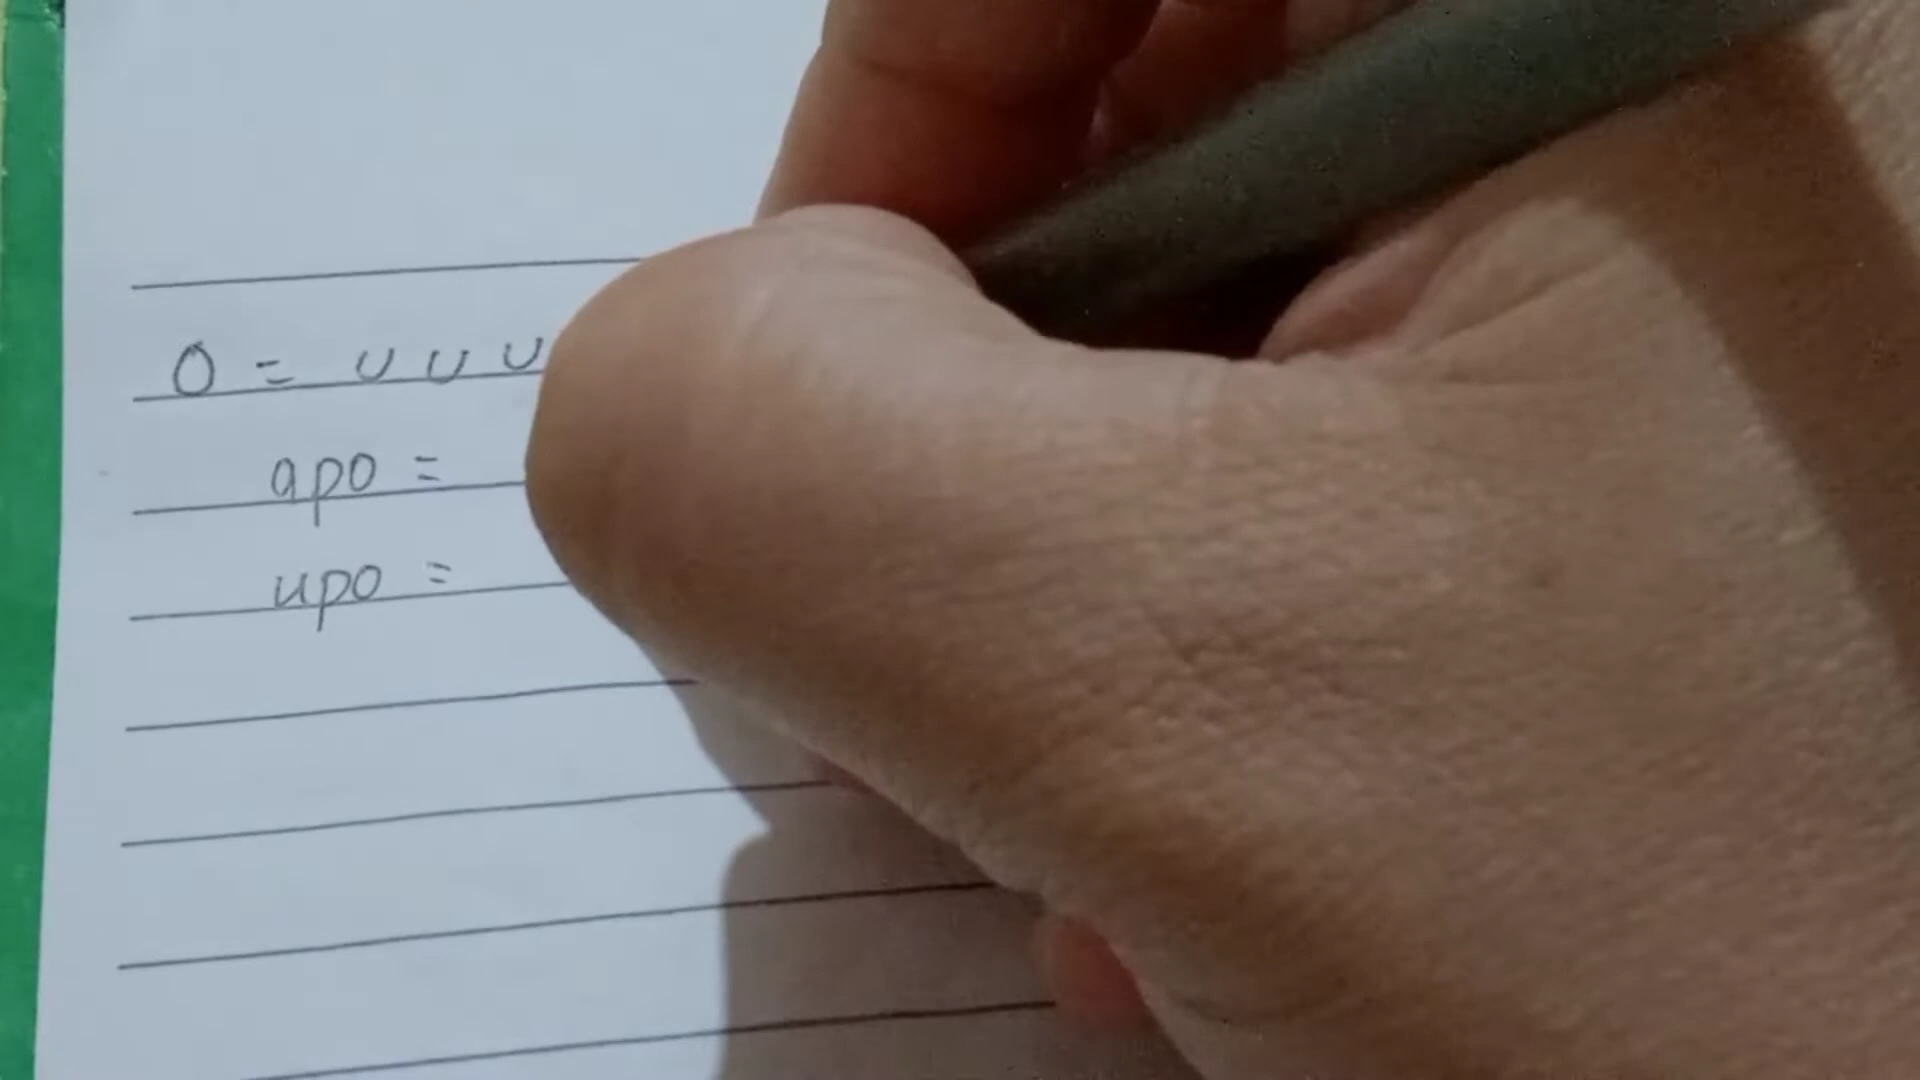 O = ᴗ ᴗ ᴗ
apo =
upo =